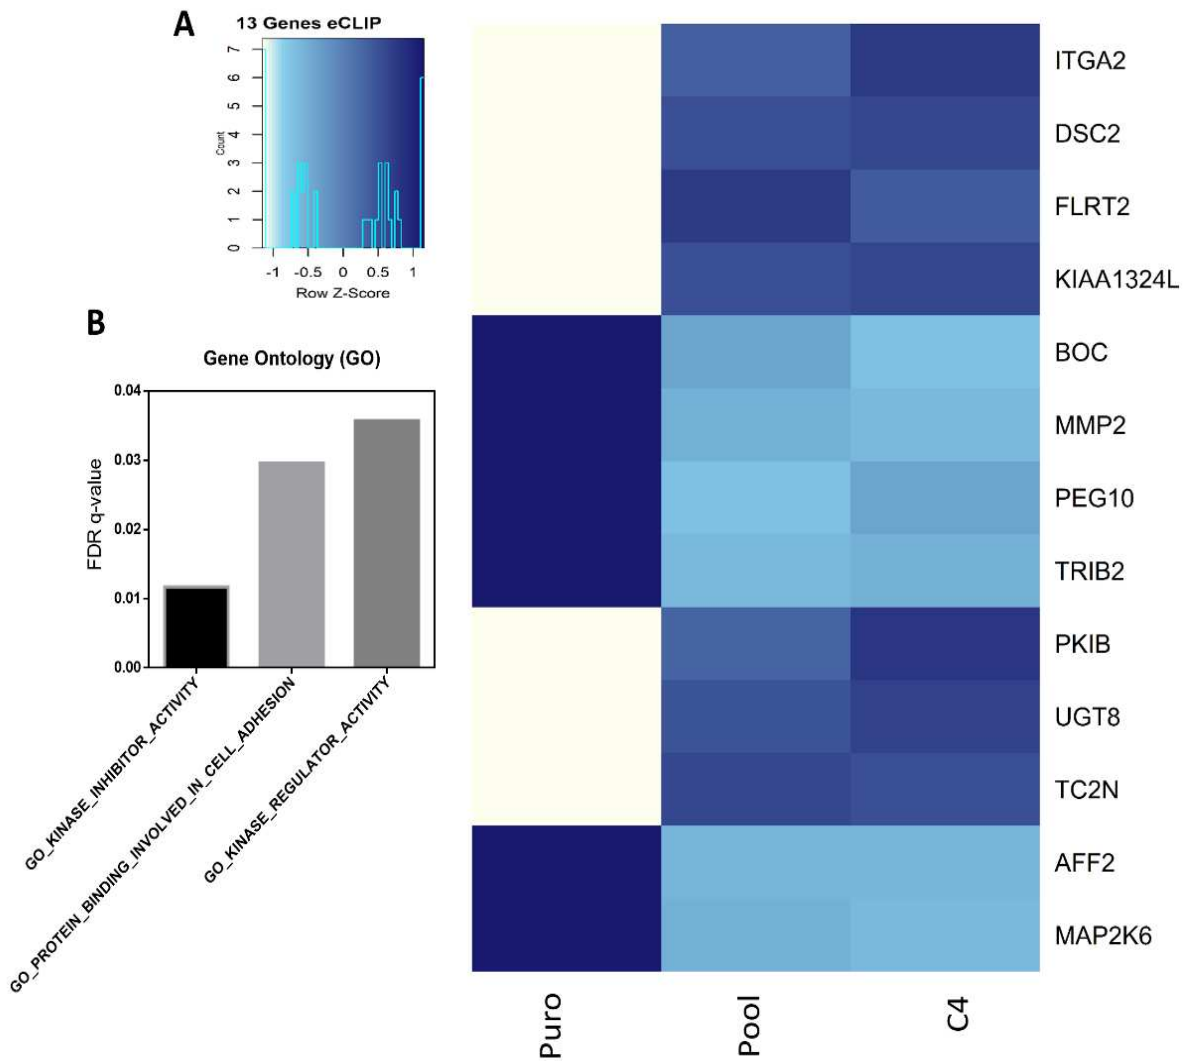 A
13 Genes eCLIP
7
6
5
4
3
2
1
0
Count
-1 -0.5 0 0.5 1
Row Z-Score
ITGA2
DSC2
FLRT2
KIAA1324L
BOC
MMP2
PEG10
TRIB2
PKIB
UGT8
TC2N
AFF2
MAP2K6
Puro
Pool
C4
B
Gene Ontology (GO)
0.04
0.03
0.02
0.01
0.00
FDR q-value
GO_KINASE_INHIBITOR_ACTIVITY
GO_PROTEIN_BINDING_INVOLVED_IN_CELL_ADHESION
GO_KINASE_REGULATOR_ACTIVITY